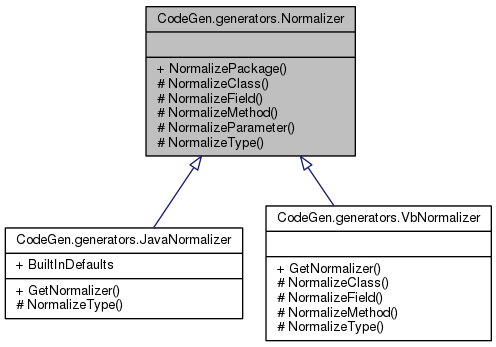 CodeGen.generators.Normalizer
+ NormalizePackage()
# NormalizeClass()
# NormalizeField()
# NormalizeMethod()
# NormalizeParameter()
# NormalizeType()
CodeGen.generators.JavaNormalizer
+ BuiltInDefaults
+ GetNormalizer()
# NormalizeType()
CodeGen.generators.VbNormalizer
+ GetNormalizer()
# NormalizeClass()
# NormalizeField()
# NormalizeMethod()
# NormalizeType()